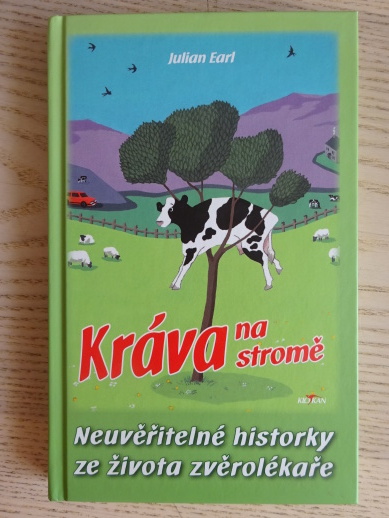 Julian Earl
Kráva na
stromě
Neuvěřitelné historky
ze života zvěrolékaře